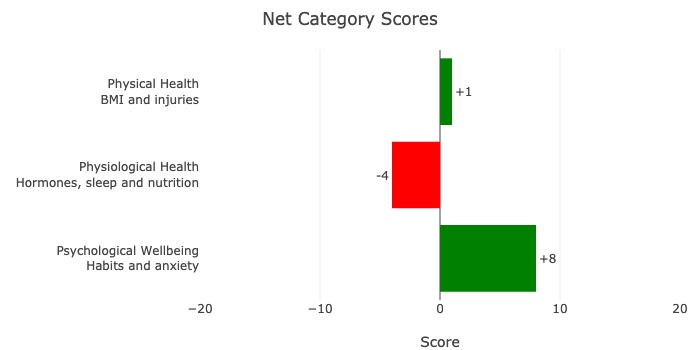 Net Category Scores
Physical Health
BMI and injuries
+1
Physiological Health
Hormones, sleep and nutrition
-4
Psychological Wellbeing
Habits and anxiety
+8
−20
−10
0
10
20
Score